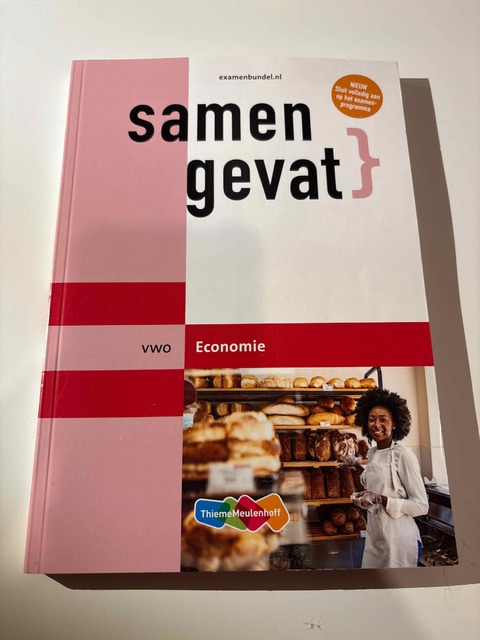 examenbundel.nl
NIEUW
Sluit volledig aan
op het examen-
programma
samen
gevat}
vwo
Economie
ThiemeMeulenhoff